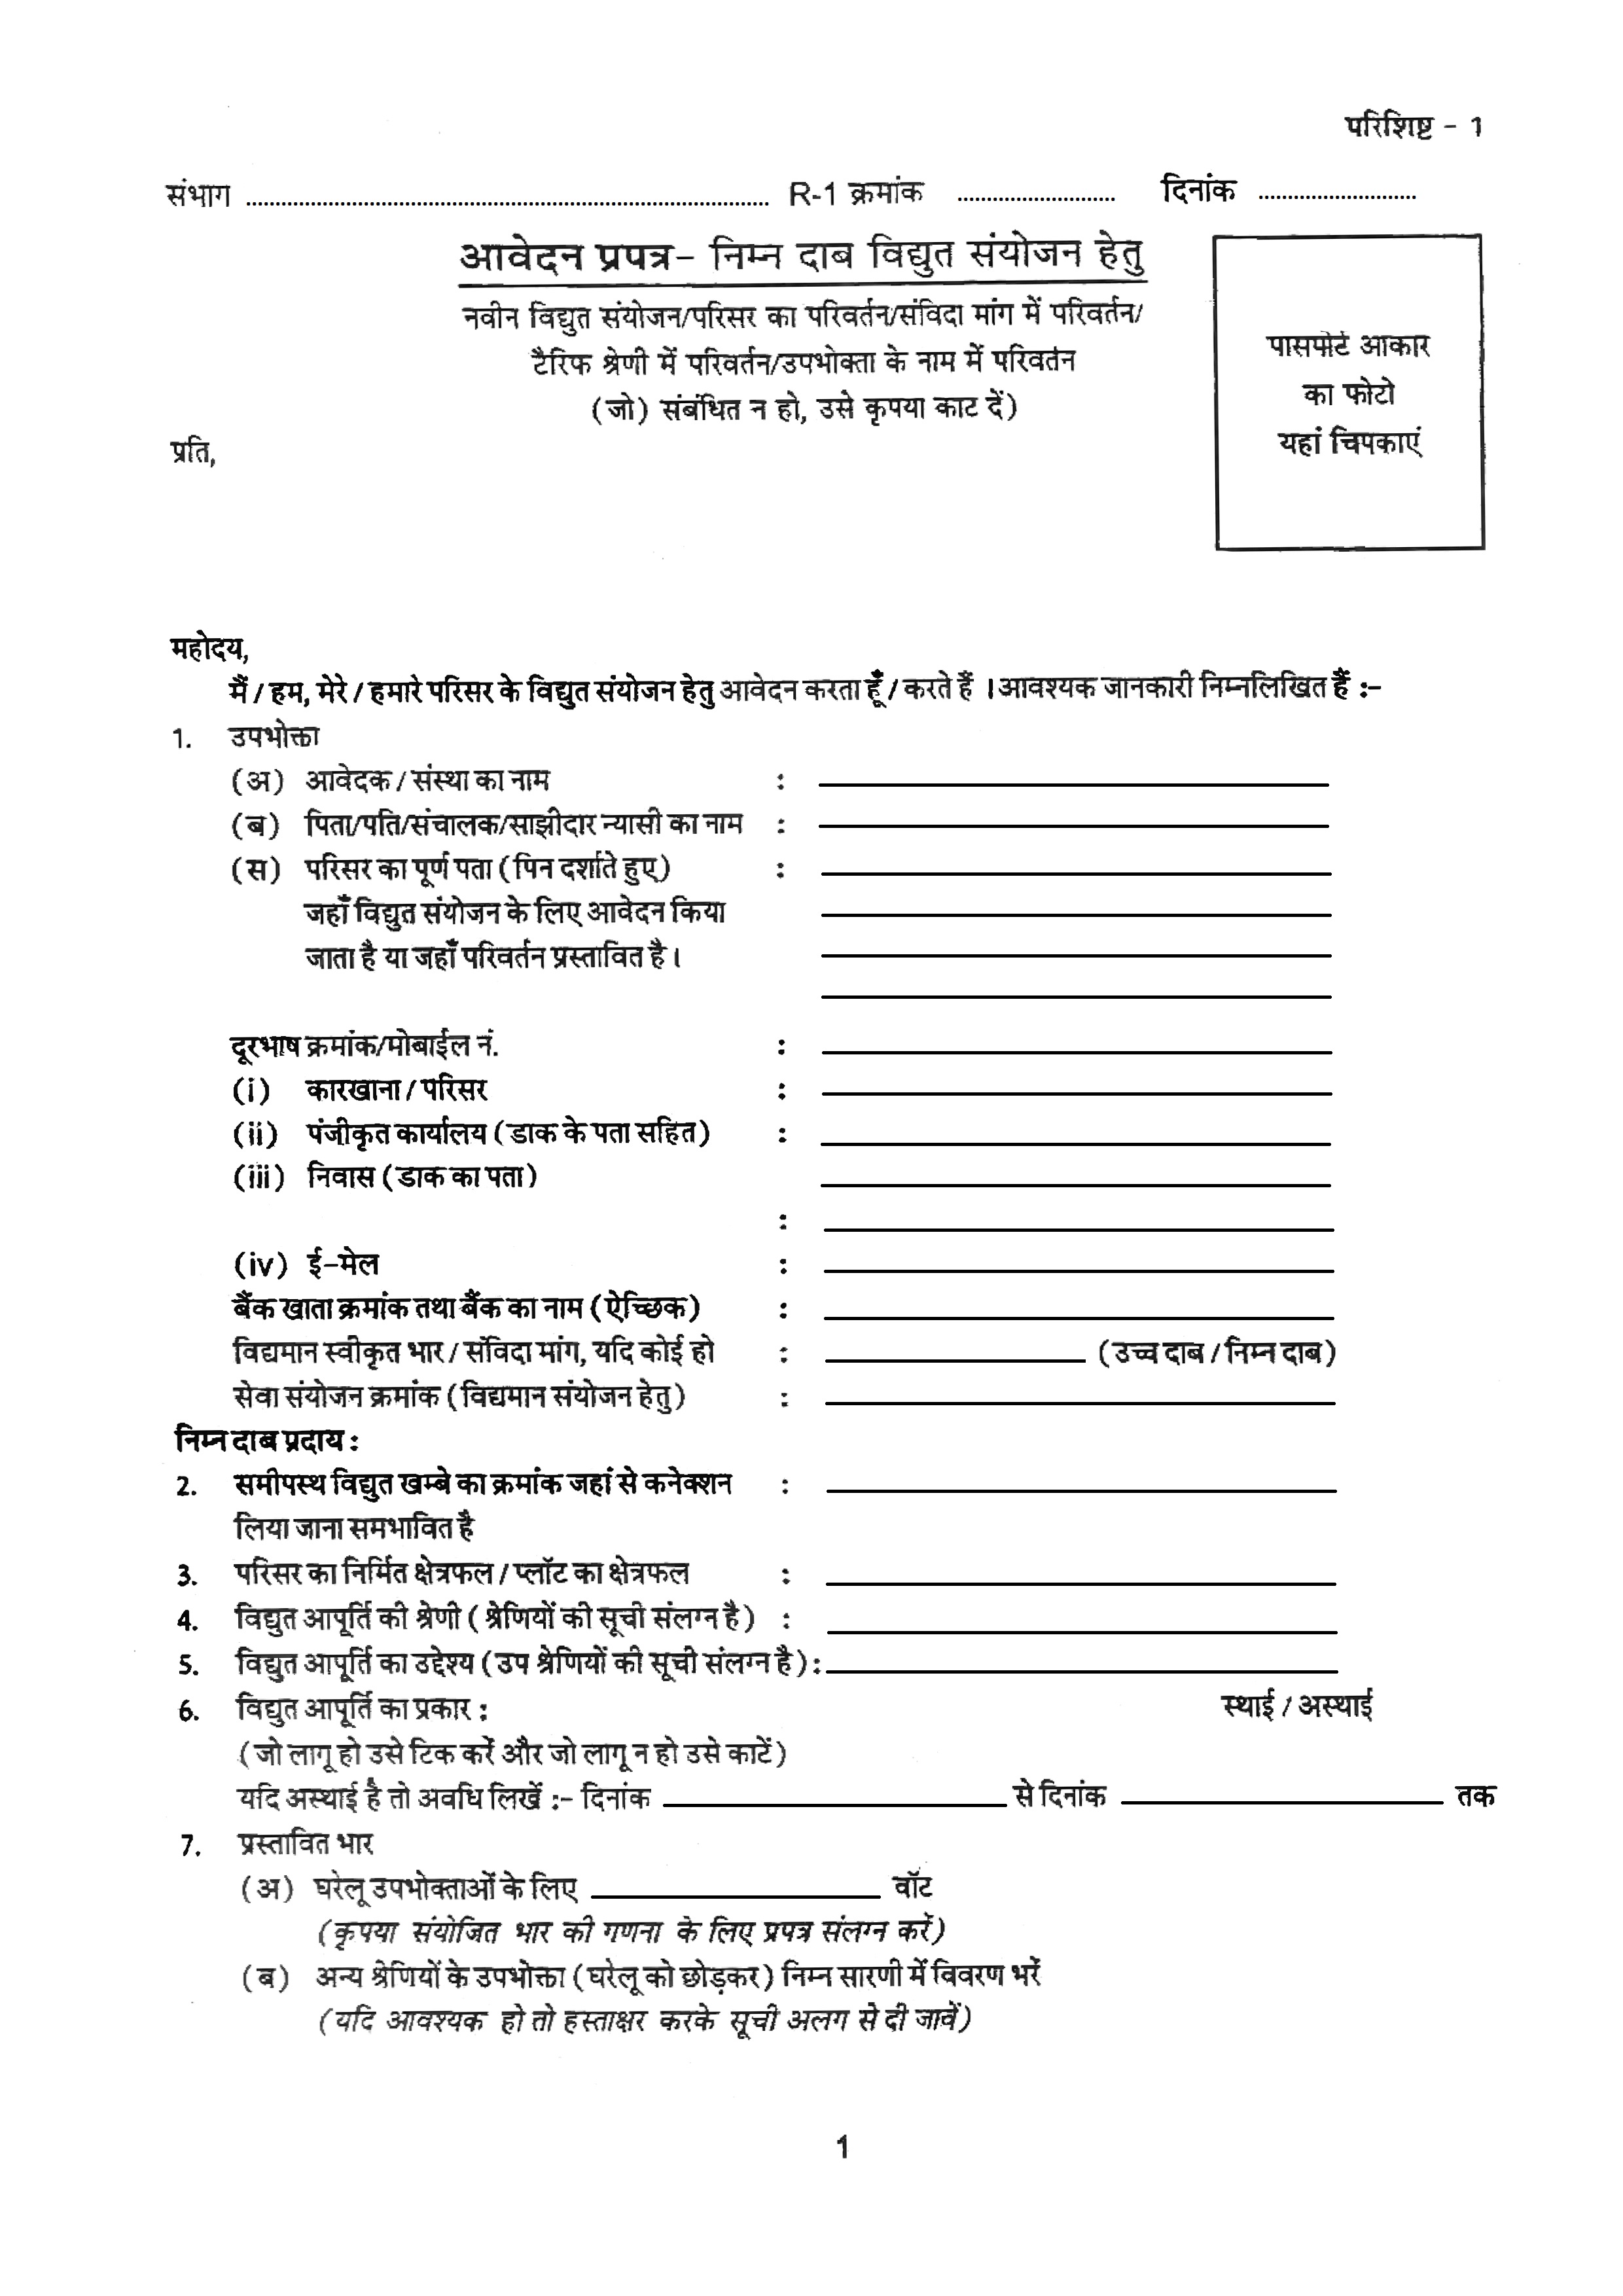 परिशिष्ट - 1
संभाग ........................................ R-1 क्रमांक .................... दिनांक ....................
आवेदन प्रपत्र- निम्न दाब विद्युत संयोजन हेतु
नवीन विद्युत संयोजन/परिसर का परिवर्तन/संविदा मांग में परिवर्तन/
टैरिफ श्रेणी में परिवर्तन/उपभोक्ता के नाम में परिवर्तन
(जो) संबंधित न हो, उसे कृपया काट दें)
पासपोर्ट आकार
का फोटो
यहां चिपकाएं
प्रति,
महोदय,
मैं / हम, मेरे / हमारे परिसर के विद्युत संयोजन हेतु आवेदन करता हूँ / करते हैं । आवश्यक जानकारी निम्नलिखित हैं :-
1. उपभोक्ता
(अ) आवेदक / संस्था का नाम :
(ब) पिता/पति/संचालक/साझीदार न्यासी का नाम :
(स) परिसर का पूर्ण पता (पिन दर्शाते हुए) :
जहाँ विद्युत संयोजन के लिए आवेदन किया
जाता है या जहाँ परिवर्तन प्रस्तावित है ।
दूरभाष क्रमांक/मोबाईल नं. :
(i) कारखाना / परिसर :
(ii) पंजीकृत कार्यालय (डाक के पता सहित) :
(iii) निवास (डाक का पता)
:
(iv) ई-मेल :
बैंक खाता क्रमांक तथा बैंक का नाम (ऐच्छिक) :
विद्यमान स्वीकृत भार / संविदा मांग, यदि कोई हो : (उच्च दाब / निम्न दाब)
सेवा संयोजन क्रमांक (विद्यमान संयोजन हेतु) :
निम्न दाब प्रदाय :
2. समीपस्थ विद्युत खम्बे का क्रमांक जहां से कनेक्शन :
लिया जाना समभावित है
3. परिसर का निर्मित क्षेत्रफल / प्लॉट का क्षेत्रफल :
4. विद्युत आपूर्ति की श्रेणी (श्रेणियों की सूची संलग्न है) :
5. विद्युत आपूर्ति का उद्देश्य (उप श्रेणियों की सूची संलग्न है) :
6. विद्युत आपूर्ति का प्रकार : स्थाई / अस्थाई
(जो लागू हो उसे टिक करें और जो लागू न हो उसे काटें)
यदि अस्थाई है तो अवधि लिखें :- दिनांक ____ से दिनांक ____ तक
7. प्रस्तावित भार
(अ) घरेलू उपभोक्ताओं के लिए ____ वॉट
(कृपया संयोजित भार की गणना के लिए प्रपत्र संलग्न करें)
(ब) अन्य श्रेणियों के उपभोक्ता (घरेलू को छोड़कर) निम्न सारणी में विवरण भरें
(यदि आवश्यक हो तो हस्ताक्षर करके सूची अलग से दी जावें)
1